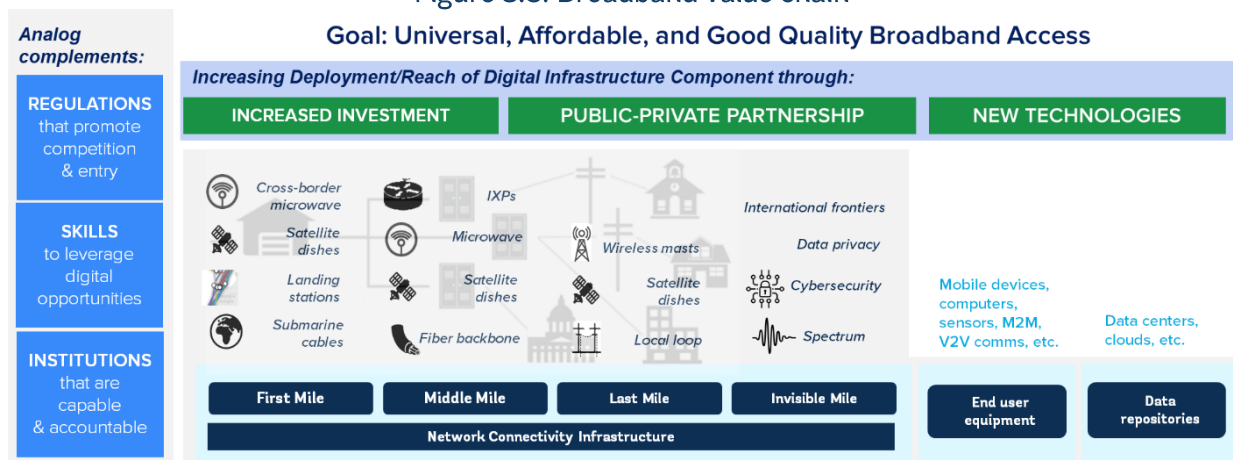 Figure S.S. Broadband value chain
Analog
complements:
Goal: Universal, Affordable, and Good Quality Broadband Access
Increasing Deployment/Reach of Digital Infrastructure Component through:
INCREASED INVESTMENT
PUBLIC-PRIVATE PARTNERSHIP
NEW TECHNOLOGIES
REGULATIONS
that promote
competition
& entry
SKILLS
to leverage
digital
opportunities
INSTITUTIONS
that are
capable
& accountable
Cross-border
microwave
Satellite
dishes
Landing
stations
Submarine
cables
IXPs
Microwave
Satellite
dishes
Fiber backbone
Wireless masts
Satellite
dishes
Local loop
International frontiers
Data privacy
Cybersecurity
Spectrum
Mobile devices,
computers,
sensors, M2M,
V2V comms, etc.
Data centers,
clouds, etc.
First Mile
Middle Mile
Last Mile
Invisible Mile
Network Connectivity Infrastructure
End user
equipment
Data
repositories